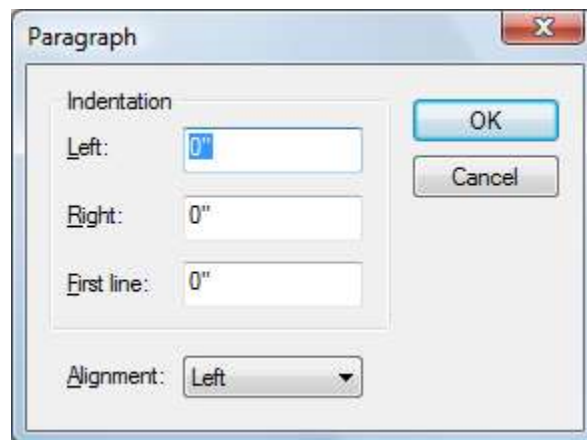 Paragraph
Indentation
Left: 0"
Right: 0"
First line: 0"
Alignment: Left
OK
Cancel